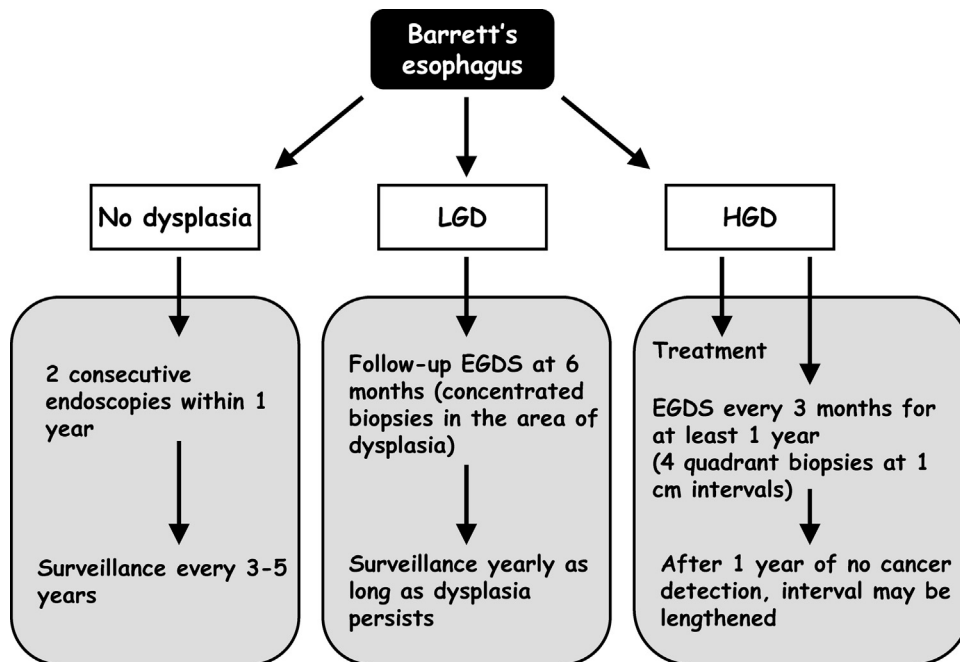 Barrett's
esophagus
No dysplasia
LGD
HGD
2 consecutive
endoscopies within 1
year
Surveillance every 3-5
years
Follow-up EGDS at 6
months (concentrated
biopsies in the area of
dysplasia)
Surveillance yearly as
long as dysplasia
persists
Treatment
EGDS every 3 months for
at least 1 year
(4 quadrant biopsies at 1
cm intervals)
After 1 year of no cancer
detection, interval may be
lengthened